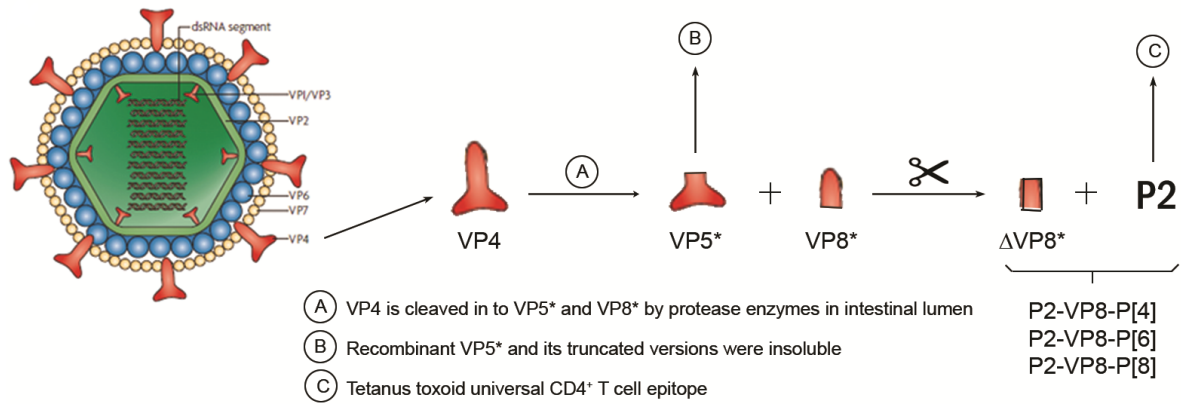 dsRNA segment
VP1/VP3
VP2
VP6
VP7
VP4
A
B
C
VP4
VP5*
+
VP8*
ΔVP8*
+
P2
A VP4 is cleaved in to VP5* and VP8* by protease enzymes in intestinal lumen
B Recombinant VP5* and its truncated versions were insoluble
C Tetanus toxoid universal CD4⁺ T cell epitope
P2-VP8-P[4]
P2-VP8-P[6]
P2-VP8-P[8]